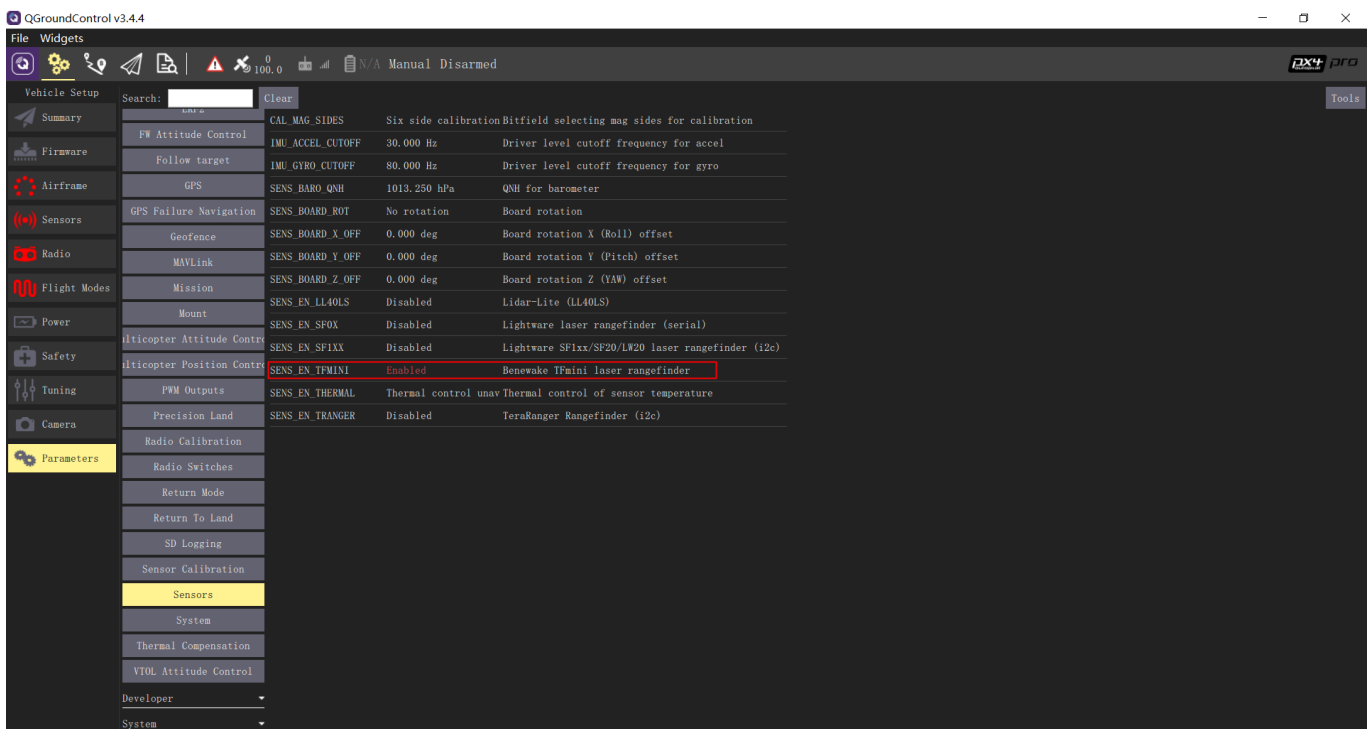 QGroundControl v3.4.4
File Widgets
0
100.0
N/A Manual Disarmed
px4 pro
Vehicle Setup
Summary
Firmware
Airframe
Sensors
Radio
Flight Modes
Power
Safety
Tuning
Camera
Parameters
Search:
Clear
Tools
FW Attitude Control
Follow target
GPS
GPS Failure Navigation
Geofence
MAVLink
Mission
Mount
lticopter Attitude Contro
lticopter Position Contro
PWM Outputs
Precision Land
Radio Calibration
Radio Switches
Return Mode
Return To Land
SD Logging
Sensor Calibration
Sensors
System
Thermal Compensation
VTOL Attitude Control
Developer
System
CAL_MAG_SIDES Six side calibration Bitfield selecting mag sides for calibration
IMU_ACCEL_CUTOFF 30.000 Hz Driver level cutoff frequency for accel
IMU_GYRO_CUTOFF 80.000 Hz Driver level cutoff frequency for gyro
SENS_BARO_QNH 1013.250 hPa QNH for barometer
SENS_BOARD_ROT No rotation Board rotation
SENS_BOARD_X_OFF 0.000 deg Board rotation X (Roll) offset
SENS_BOARD_Y_OFF 0.000 deg Board rotation Y (Pitch) offset
SENS_BOARD_Z_OFF 0.000 deg Board rotation Z (YAW) offset
SENS_EN_LL40LS Disabled Lidar-Lite (LL40LS)
SENS_EN_SF0X Disabled Lightware laser rangefinder (serial)
SENS_EN_SF1XX Disabled Lightware SF1xx/SF20/LW20 laser rangefinder (i2c)
SENS_EN_TFMINI Enabled Benewake TFmini laser rangefinder
SENS_EN_THERMAL Thermal control unav Thermal control of sensor temperature
SENS_EN_TRANGER Disabled TeraRanger Rangefinder (i2c)